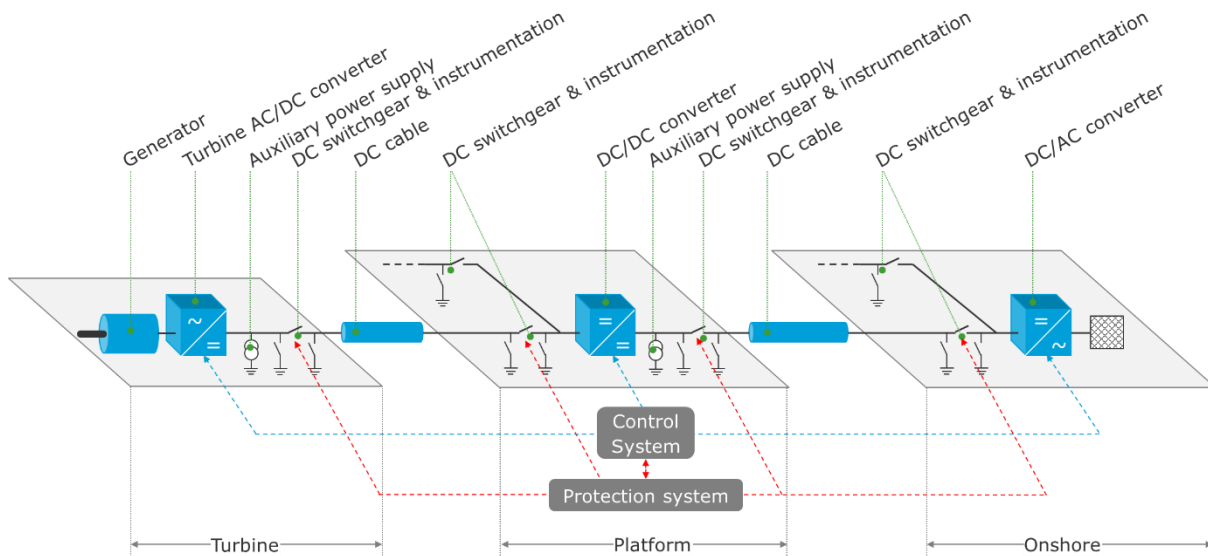 Generator
Turbine AC/DC converter
Auxiliary power supply
DC switchgear & instrumentation
DC cable
DC switchgear & instrumentation
DC/DC converter
Auxiliary power supply
DC switchgear & instrumentation
DC cable
DC switchgear & instrumentation
DC/AC converter
Control
System
Protection system
Turbine
Platform
Onshore